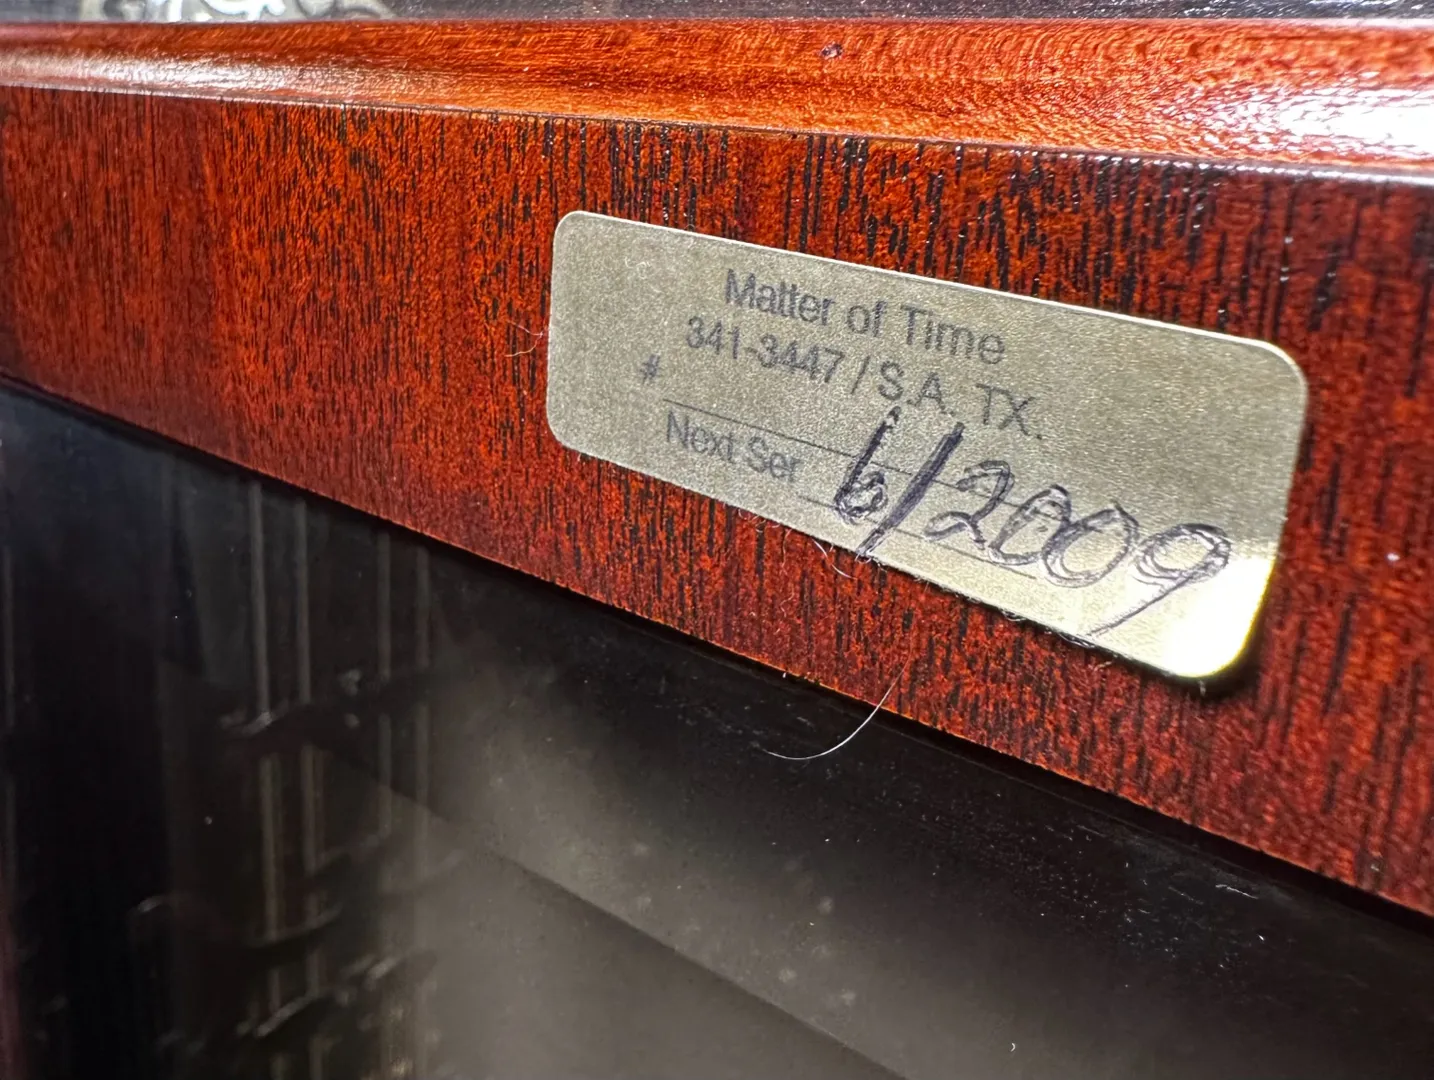 Matter of Time
341-3447 / S.A. TX.
#
Next Ser 6/2009